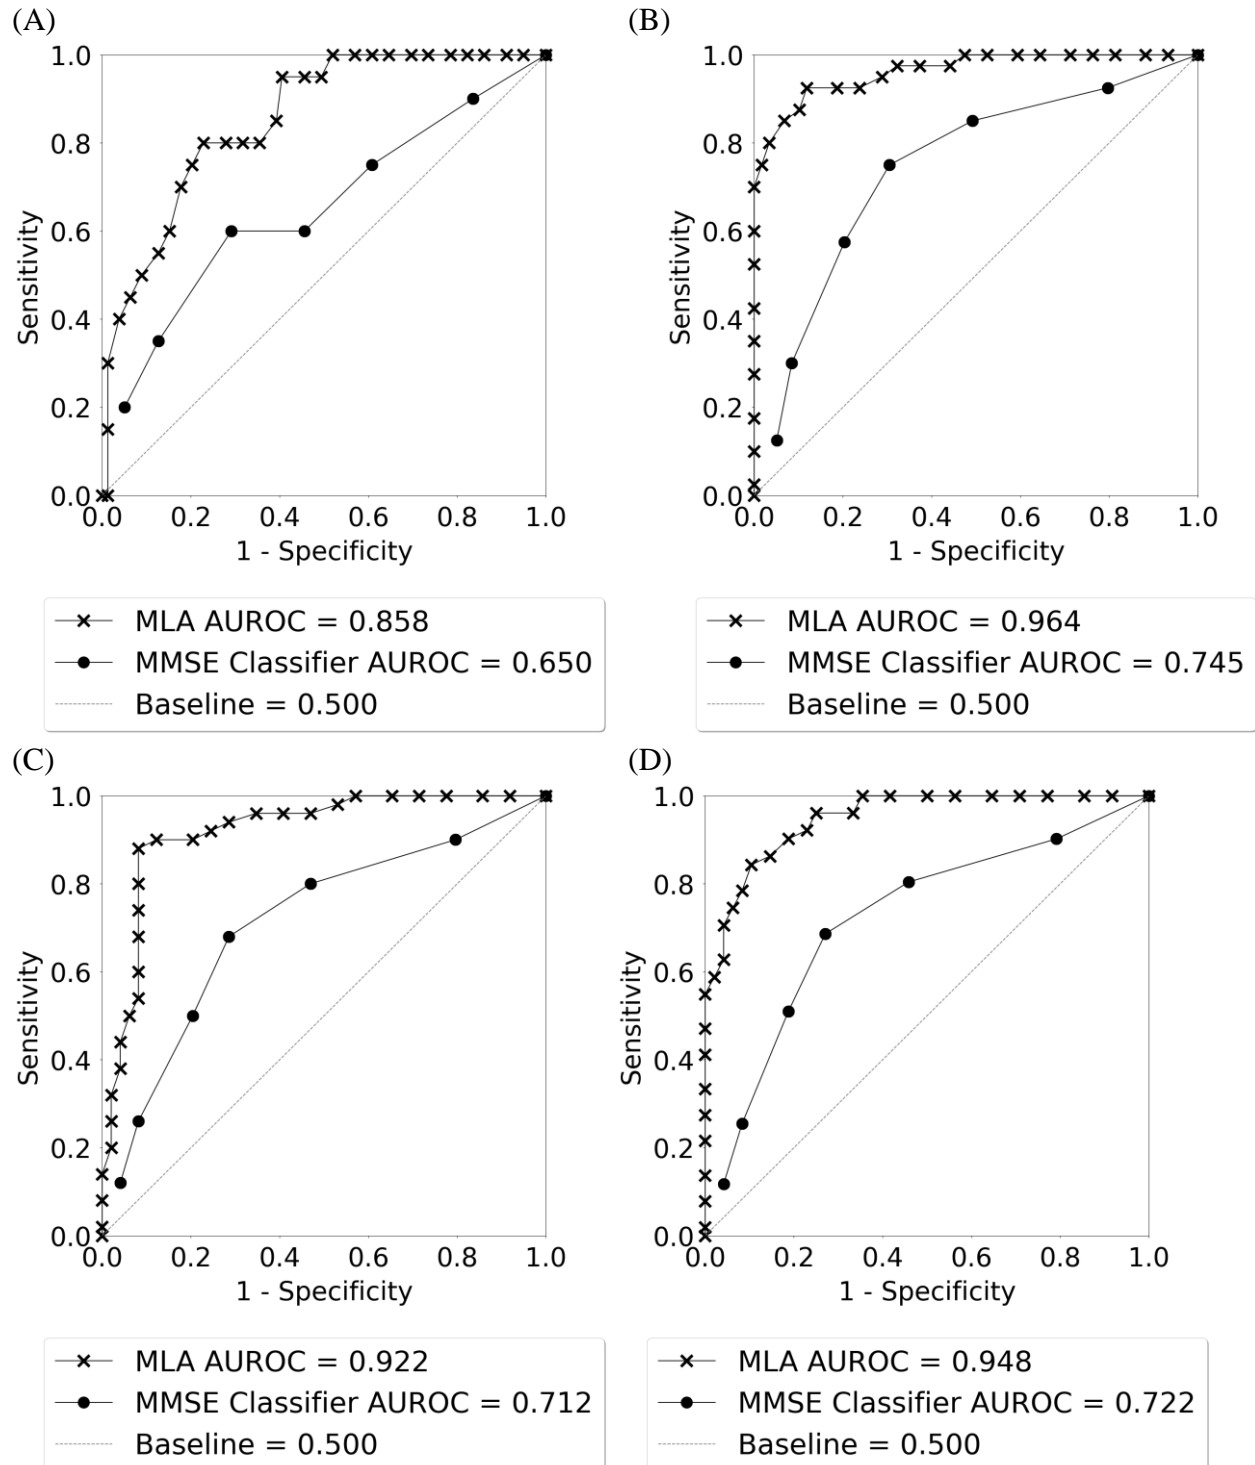 (A)
1.0
0.8
0.6
0.4
0.2
0.0
Sensitivity
0.0 0.2 0.4 0.6 0.8 1.0
1 - Specificity
MLA AUROC = 0.858
MMSE Classifier AUROC = 0.650
Baseline = 0.500
(B)
1.0
0.8
0.6
0.4
0.2
0.0
Sensitivity
0.0 0.2 0.4 0.6 0.8 1.0
1 - Specificity
MLA AUROC = 0.964
MMSE Classifier AUROC = 0.745
Baseline = 0.500
(C)
1.0
0.8
0.6
0.4
0.2
0.0
Sensitivity
0.0 0.2 0.4 0.6 0.8 1.0
1 - Specificity
MLA AUROC = 0.922
MMSE Classifier AUROC = 0.712
Baseline = 0.500
(D)
1.0
0.8
0.6
0.4
0.2
0.0
Sensitivity
0.0 0.2 0.4 0.6 0.8 1.0
1 - Specificity
MLA AUROC = 0.948
MMSE Classifier AUROC = 0.722
Baseline = 0.500